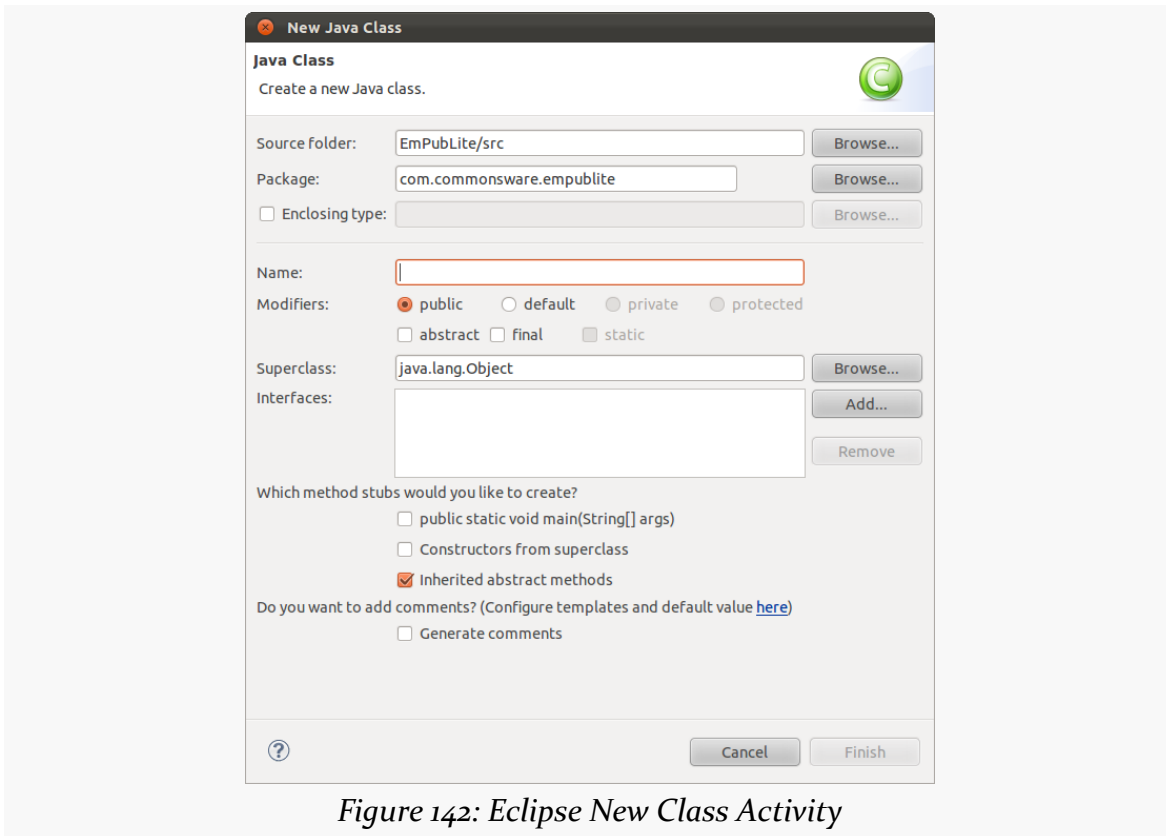 New Java Class
Java Class
Create a new Java class.
C
Source folder: EmPubLite/src Browse...
Package: com.commonsware.empublite Browse...
Enclosing type: Browse...
Name:
Modifiers: public default private protected
abstract final static
Superclass: java.lang.Object Browse...
Interfaces: Add...
Remove
Which method stubs would you like to create?
public static void main(String[] args)
Constructors from superclass
Inherited abstract methods
Do you want to add comments? (Configure templates and default value here)
Generate comments
? Cancel Finish
Figure 142: Eclipse New Class Activity